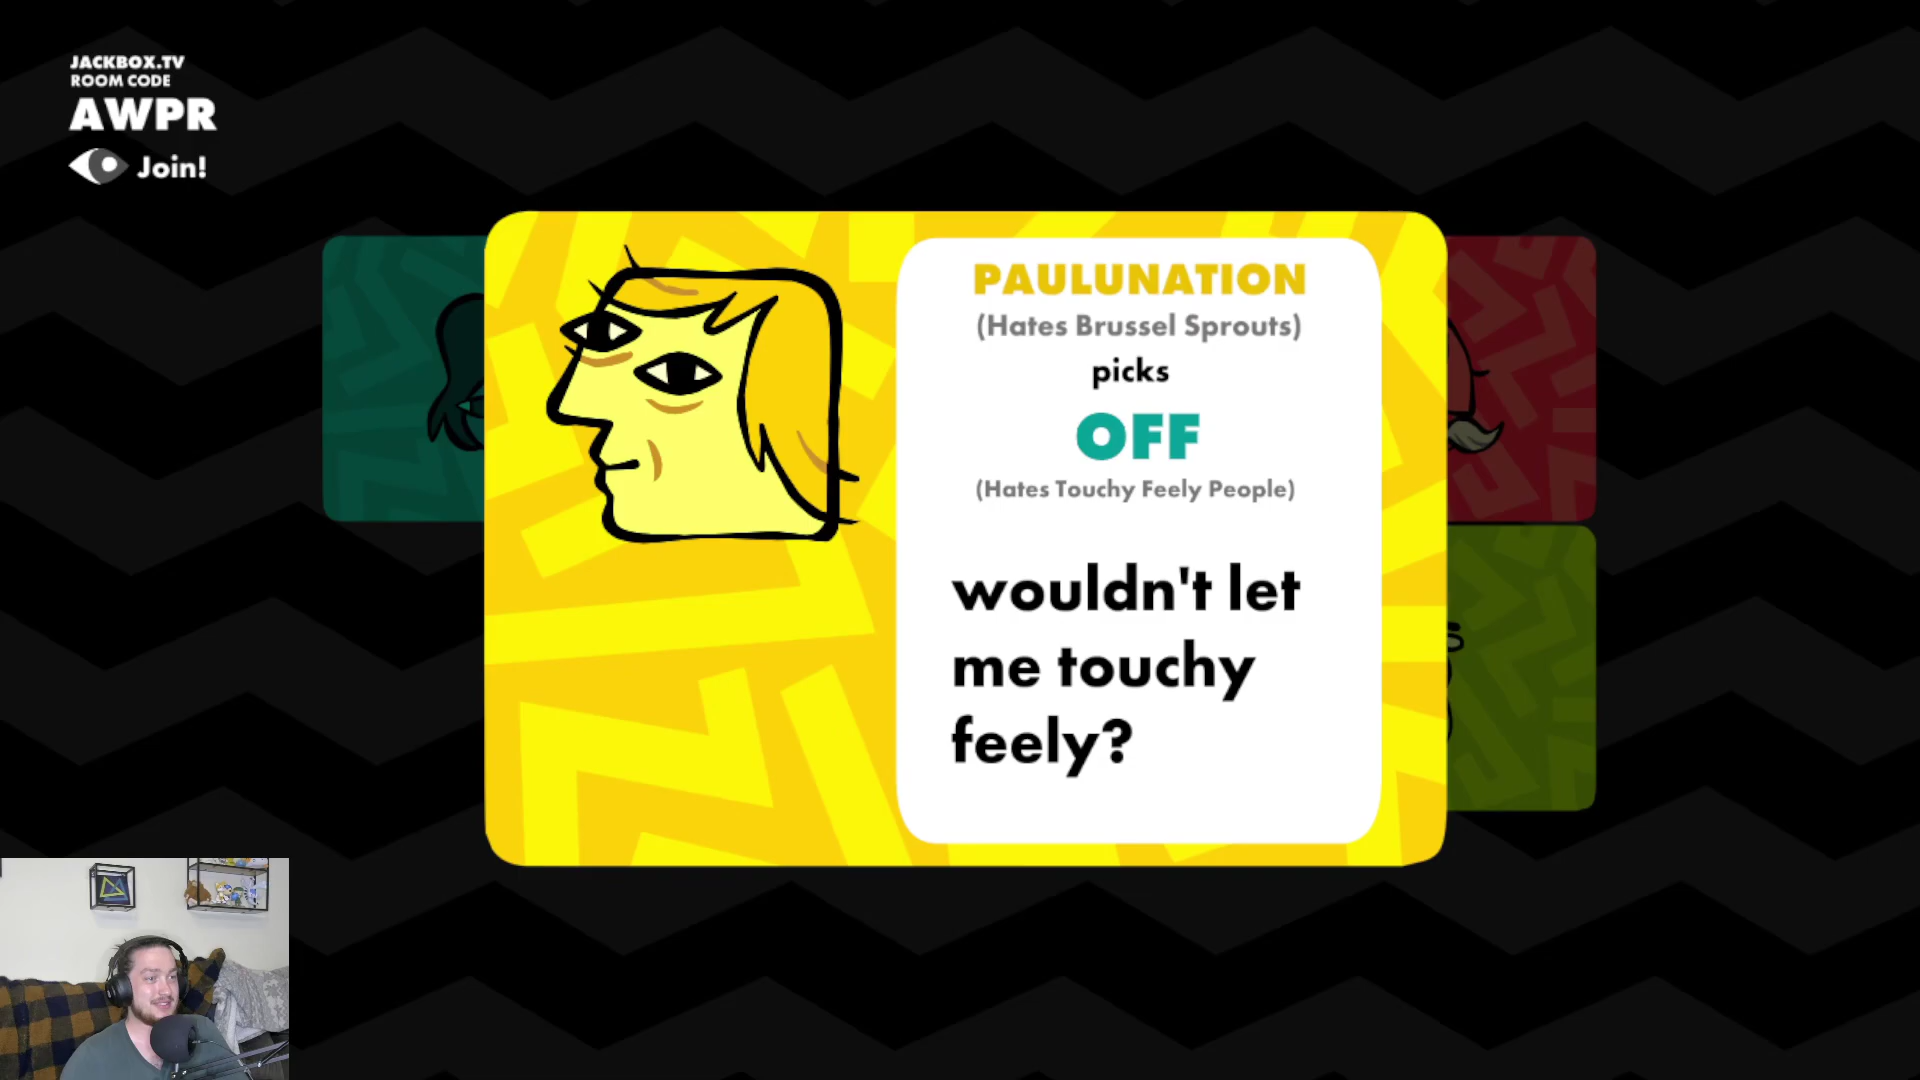 JACKBOX.TV
ROOM CODE
AWPR
Join!
PAULUNATION
(Hates Brussel Sprouts)
picks
OFF
(Hates Touchy Feely People)
wouldn't let
me touchy
feely?